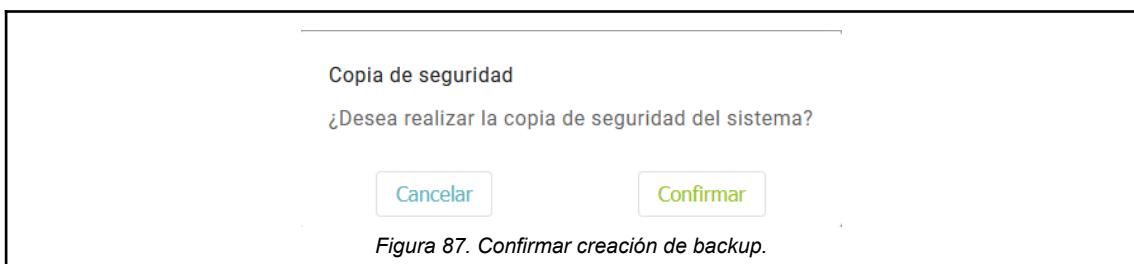 Copia de seguridad
¿Desea realizar la copia de seguridad del sistema?
Cancelar Confirmar
Figura 87. Confirmar creación de backup.